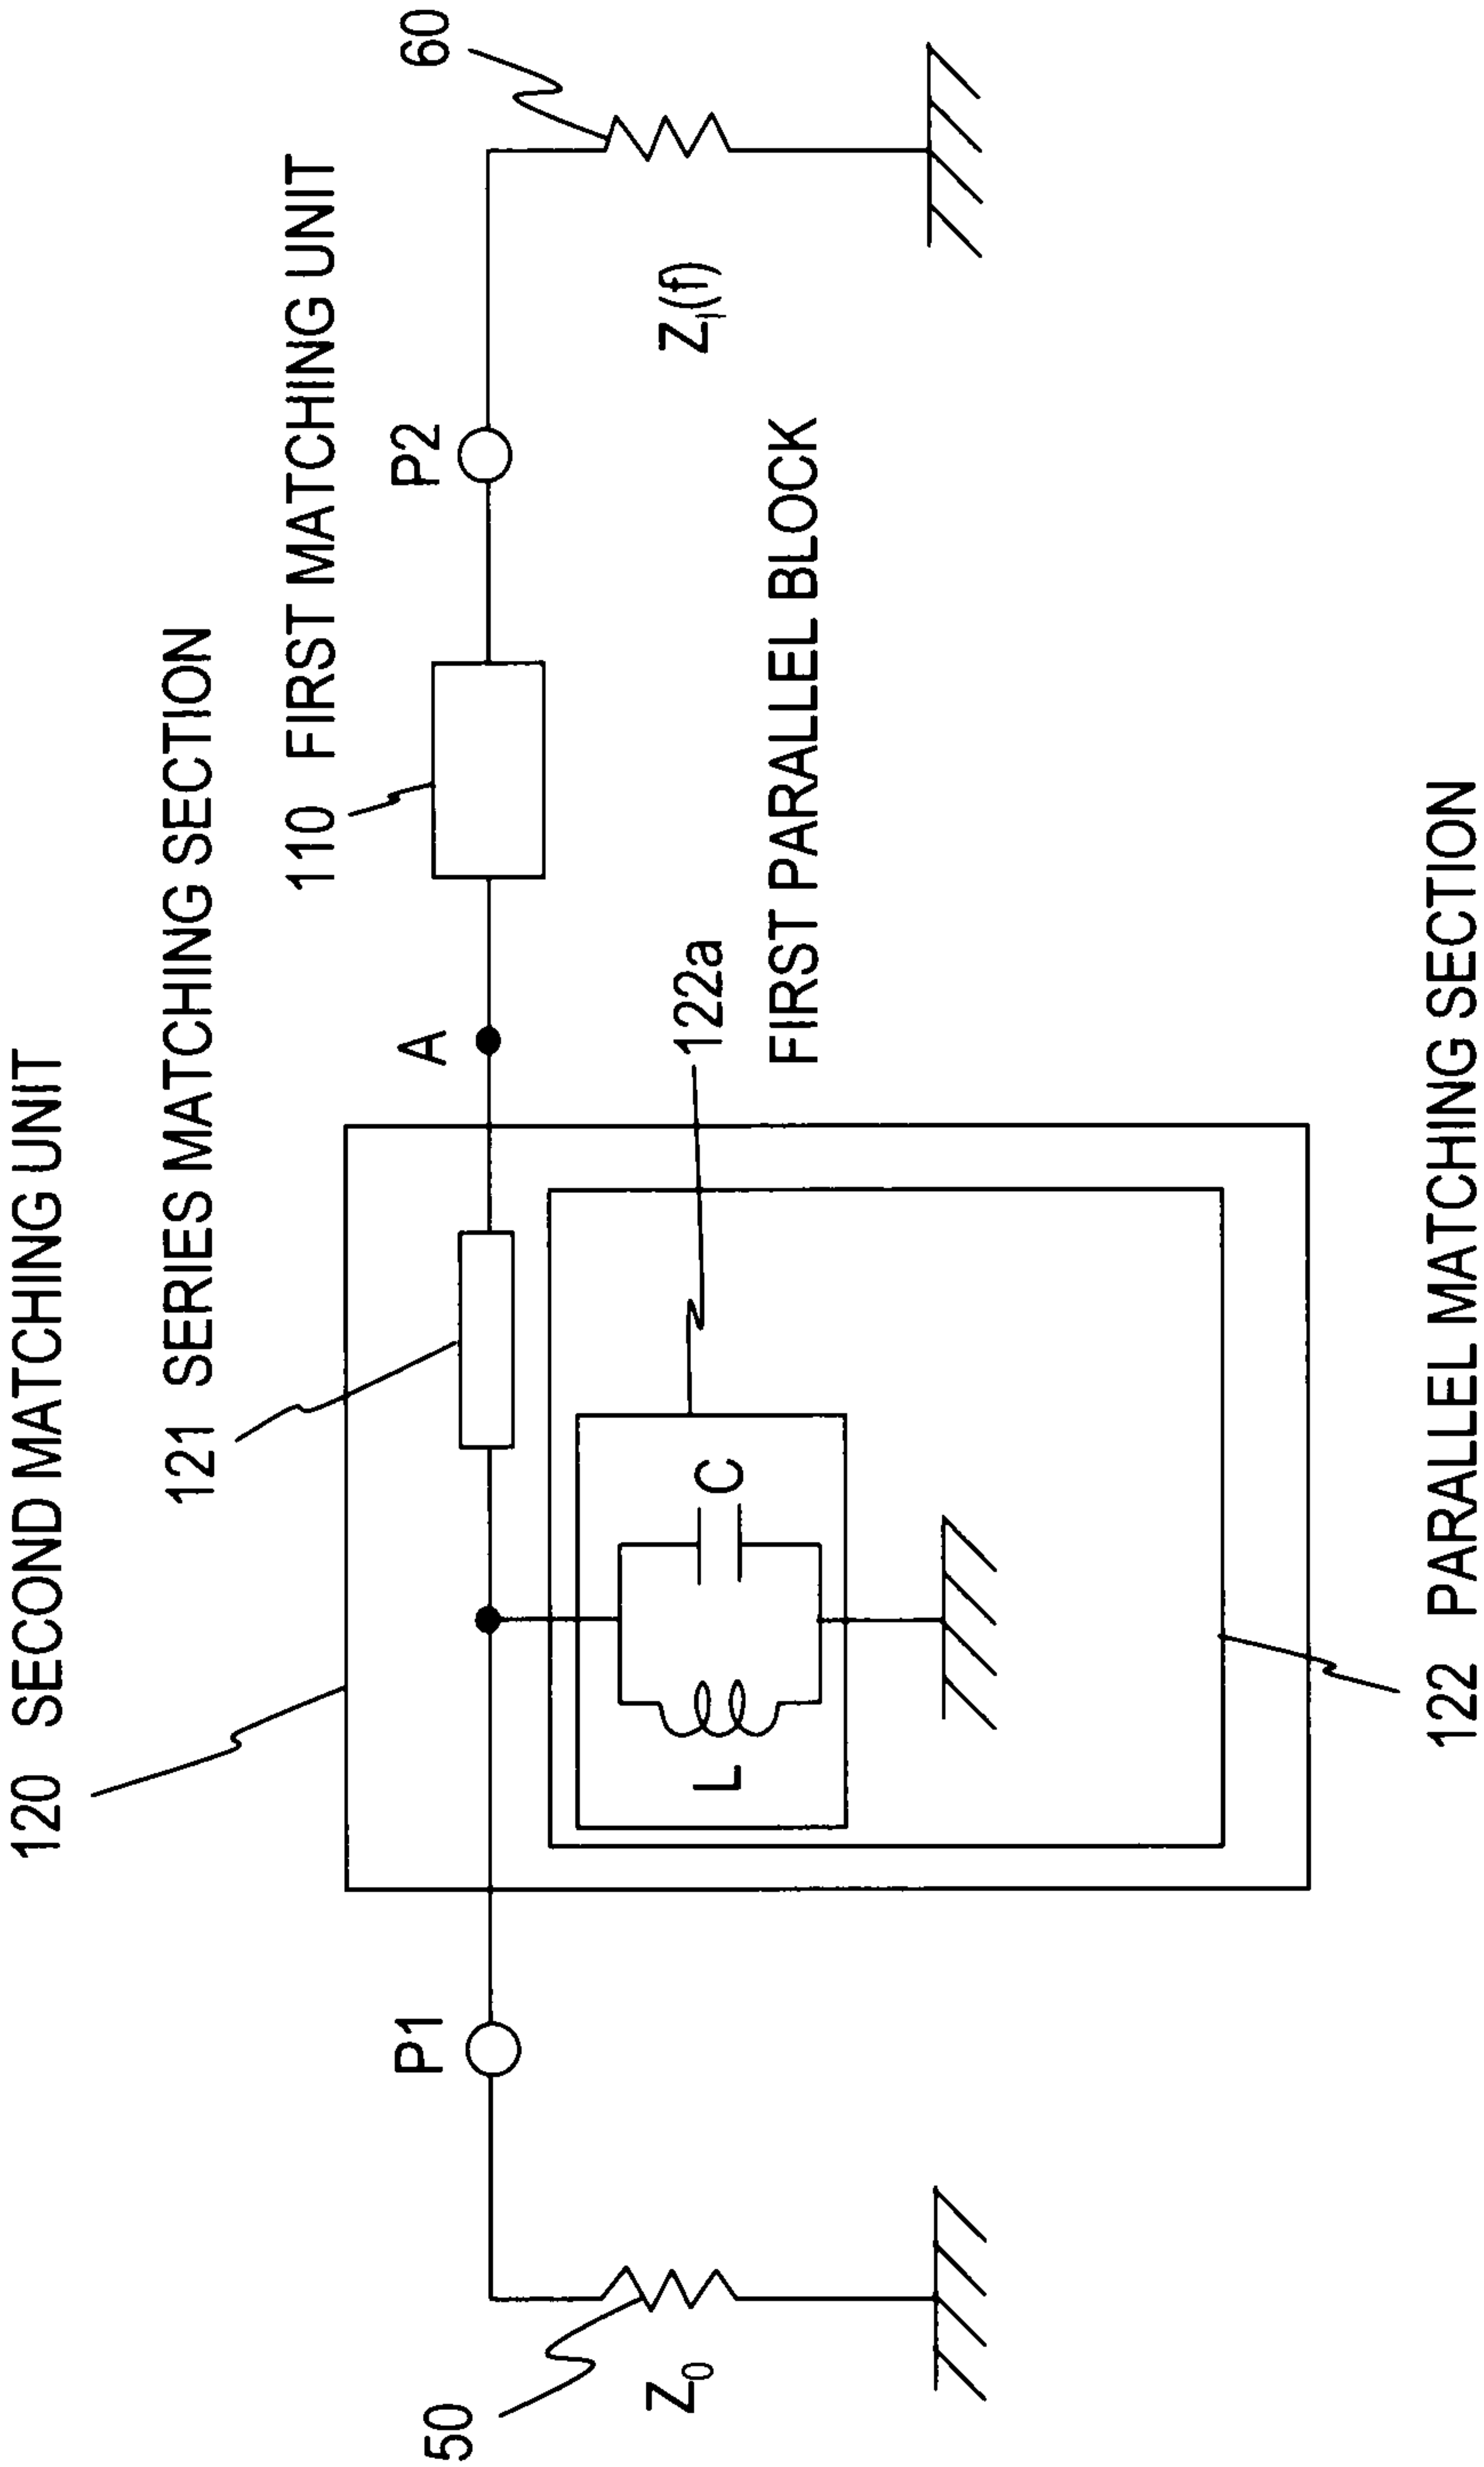 120 SECOND MATCHING UNIT
121 SERIES MATCHING SECTION
110 FIRST MATCHING UNIT
50
P1
A
P2
60
Z0
L
C
122a
FIRST PARALLEL BLOCK
Zl(f)
122 PARALLEL MATCHING SECTION